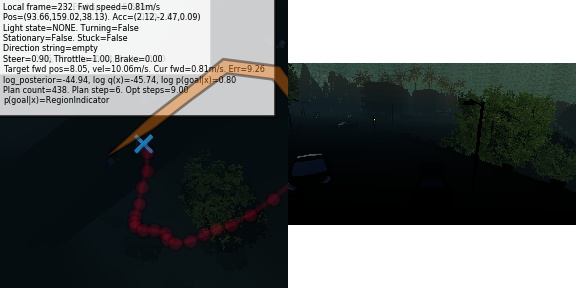 Local frame=232. Fwd speed=0.81m/s
Pos=(93.66,159.02,38.13). Acc=(2.12,-2.47,0.09)
Light state=NONE. Turning=False
Stationary=False. Stuck=False
Direction string=empty
Steer=0.90, Throttle=1.00, Brake=0.00
Target fwd pos=8.05, vel=10.06m/s. Cur fwd=0.81m/s. Err=9.26
log_posterior=-44.94, log q(x)=-45.74, log p(goal|x)=0.80
Plan count=438. Plan step=6. Opt steps=9.00
p(goal|x)=RegionIndicator